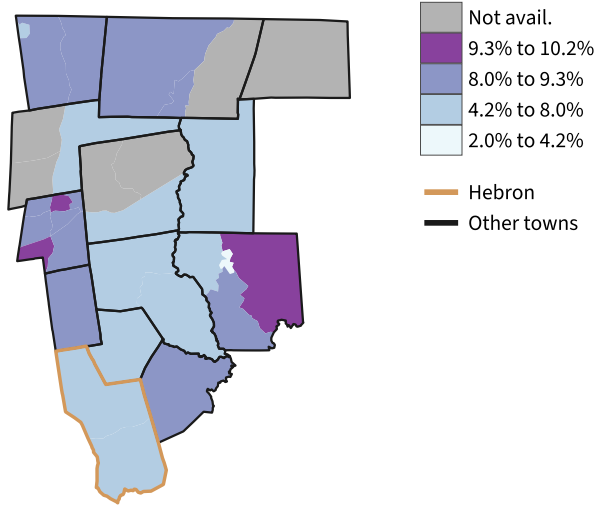 Not avail.
9.3% to 10.2%
8.0% to 9.3%
4.2% to 8.0%
2.0% to 4.2%
Hebron
Other towns